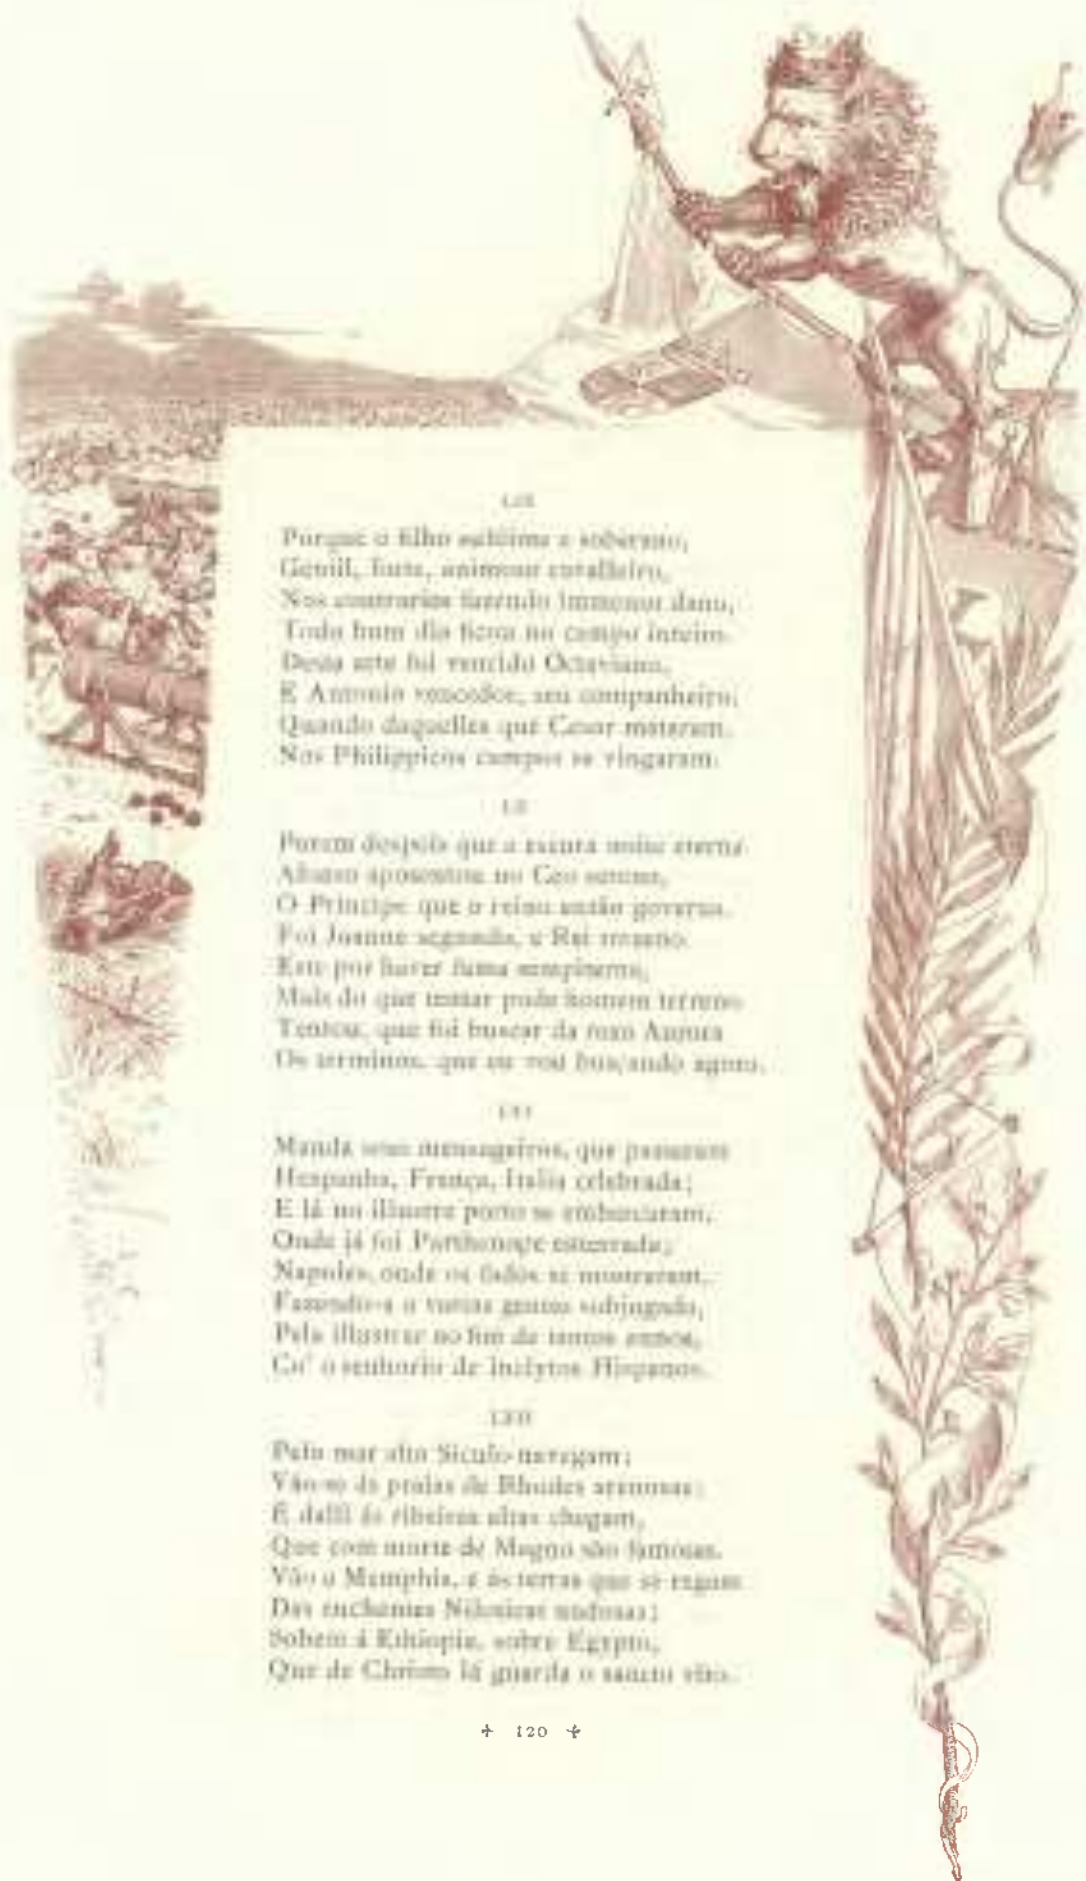 LIX
Porque o filho sublime e soberano,
Gentil, forte, animoso cavalleiro,
Nos contrarios fazendo immenso dano,
Todo hum dia ficou no campo inteiro.
Desta arte foi vencido Octaviano,
E Antonio vencedor, seu companheiro,
Quando daquelles que Cesar mataram,
Nos Philippicos campos se vingaram.
LX
Porem despois que a escura noite eterna
Afonso aposentou no Ceo sereno,
O Principe que o reino então governa,
Foi Joanne segundo, e Rei trezeno.
Este por haver fama sempiterna,
Mais do que tentar pode homem terreno
Tentou, que foi buscar da roxa Aurora
Os terminos, que eu vou buscando agora.
LXI
Manda seus mensageiros, que passaram
Hespanha, França, Italia celebrada;
E lá no illustre porto se embarcaram,
Onde já foi Parthenope enterrada;
Napoles, onde os fados se mostraram,
Fazendo-a a varias gentes subjugada,
Pola illustrar no fim de tantos annos,
Co' o senhorio de inclytos Hispanos.
LXII
Pelo mar alto Siculo navegam;
Vão-se ás praias de Rhodes arenosas;
E dalli ás ribeiras altas chegam,
Que com morte de Magno são famosas.
Vão a Memphis, e ás terras que se regam
Das enchentes Niloticas undosas;
Sobem á Ethiopia, sobre Egypto,
Que de Christo lá guarda o sancto rito.
120